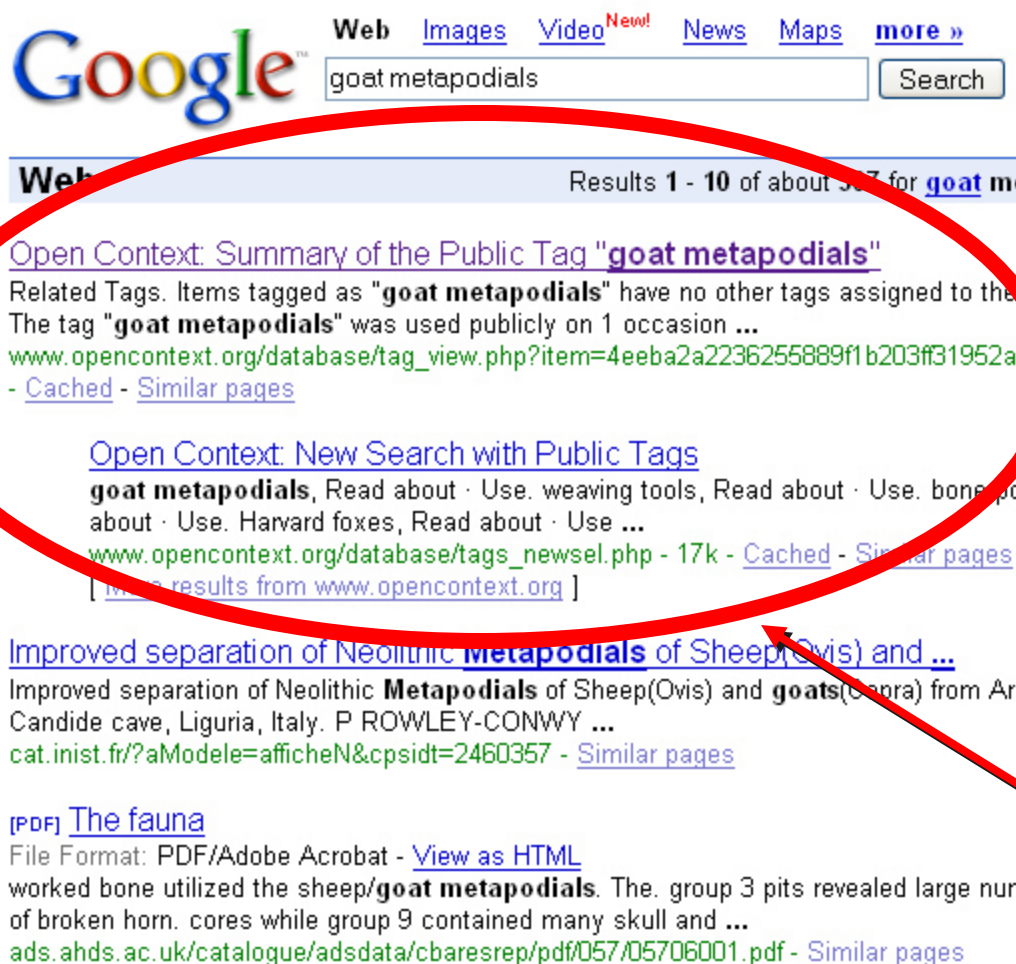 Google™
Web Images Video New! News Maps more »
goat metapodials Search
Web Results 1 - 10 of about for goat
Open Context: Summary of the Public Tag "goat metapodials"
Related Tags. Items tagged as "goat metapodials" have no other tags assigned to the
The tag "goat metapodials" was used publicly on 1 occasion ...
www.opencontext.org/database/tag_view.php?item=4eeba2a2236255889f1b203ff31952a
- Cached - Similar pages
Open Context: New Search with Public Tags
goat metapodials, Read about · Use. weaving tools, Read about · Use. bone
about · Use. Harvard foxes, Read about · Use ...
www.opencontext.org/database/tags_newsel.php - 17k - Cached - Similar pages
[ More results from www.opencontext.org ]
Improved separation of Neolithic Metapodials of Sheep(Ovis) and ...
Improved separation of Neolithic Metapodials of Sheep(Ovis) and goats(Capra) from Ar
Candide cave, Liguria, Italy. P ROWLEY-CONWY ...
cat.inist.fr/?aModele=afficheN&cpsidt=2460357 - Similar pages
[PDF] The fauna
File Format: PDF/Adobe Acrobat - View as HTML
worked bone utilized the sheep/goat metapodials. The. group 3 pits revealed large
of broken horn. cores while group 9 contained many skull and ...
ads.ahds.ac.uk/catalogue/adsdata/cbaresrep/pdf/057/05706001.pdf - Similar pages